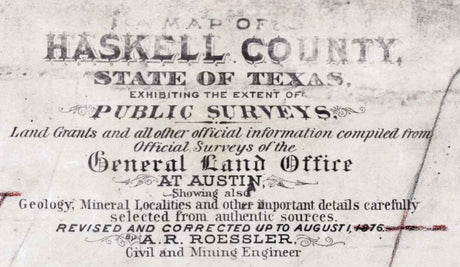 MAP OF
HASKELL COUNTY,
STATE OF TEXAS,
EXHIBITING THE EXTENT OF
PUBLIC SURVEYS.
Land Grants and all other official information compiled from
Official Surveys of the
General Land Office
AT AUSTIN,
Showing also
Geology, Mineral Localities and other important details carefully
selected from authentic sources.
REVISED AND CORRECTED UP TO AUGUST 1, 1876.
BY A. R. ROESSLER.
Civil and Mining Engineer